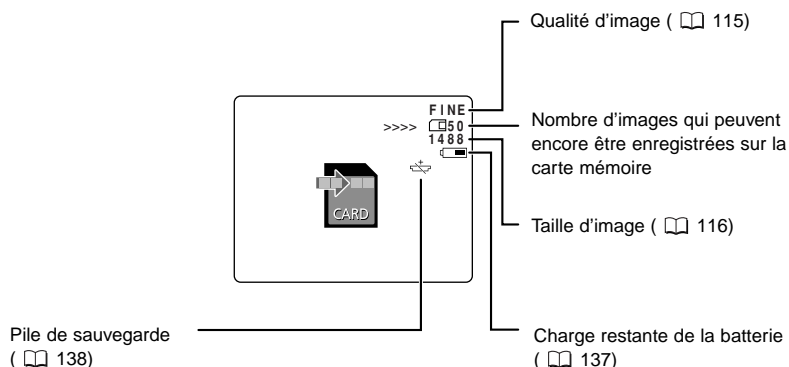 Qualité d'image ( 115)
FINE
>>>> 50
1488
CARD
Nombre d'images qui peuvent
encore être enregistrées sur la
carte mémoire
Taille d'image ( 116)
Pile de sauvegarde
( 138)
Charge restante de la batterie
( 137)